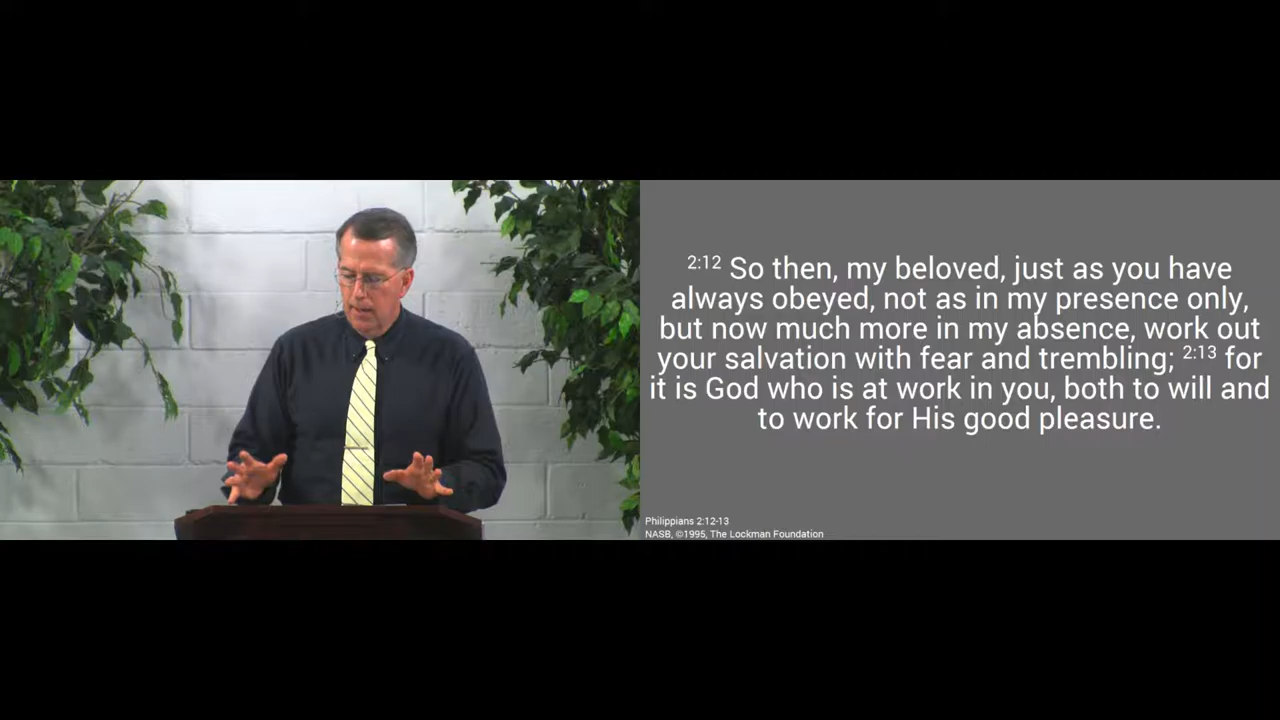 2:12 So then, my beloved, just as you have
always obeyed, not as in my presence only,
but now much more in my absence, work out
your salvation with fear and trembling; 2:13 for
it is God who is at work in you, both to will and
to work for His good pleasure.
Philippians 2:12-13
NASB, ©1995, The Lockman Foundation